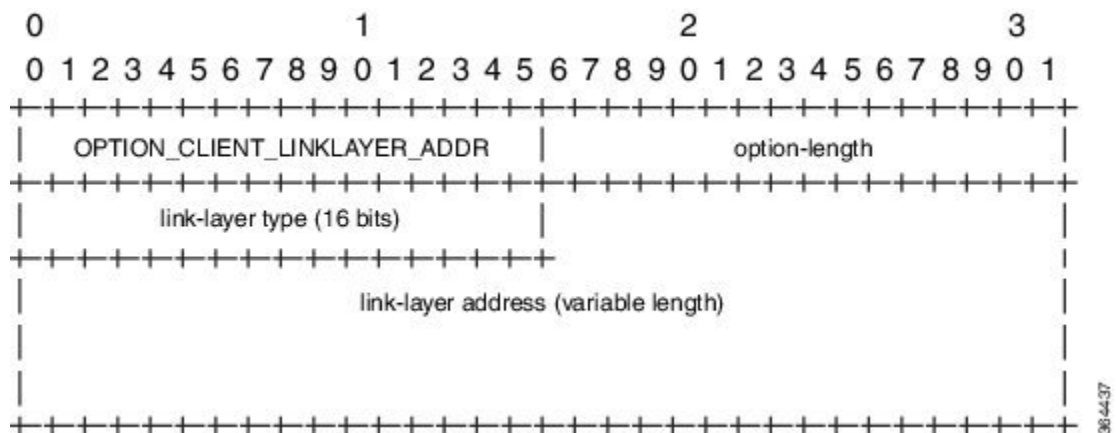 0 1 2 3
0 1 2 3 4 5 6 7 8 9 0 1 2 3 4 5 6 7 8 9 0 1 2 3 4 5 6 7 8 9 0 1
OPTION_CLIENT_LINKLAYER_ADDR option-length
link-layer type (16 bits)
link-layer address (variable length)
364437